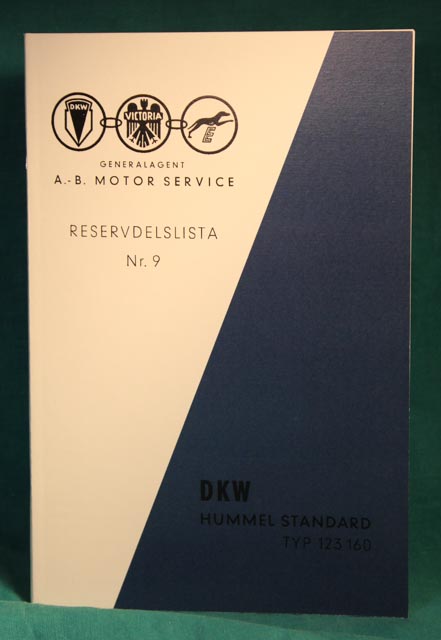 DKW VICTORIA E
GENERALAGENT
A.-B. MOTOR SERVICE
RESERVDELSLISTA
Nr. 9
DKW
HUMMEL STANDARD
TYP 123 160